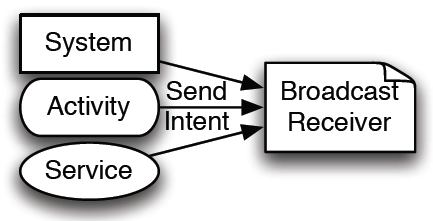 System
Activity
Service
Send
Intent
Broadcast
Receiver